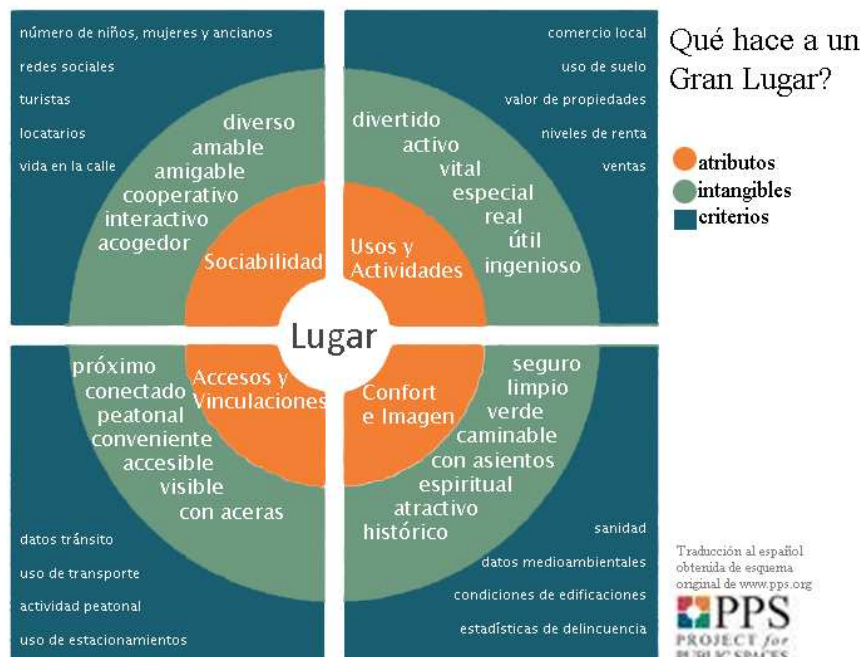 Qué hace a un
Gran Lugar?
atributos
intangibles
criterios
número de niños, mujeres y ancianos
redes sociales
turistas
locatarios
vida en la calle
diverso
amable
amigable
cooperativo
interactivo
acogedor
Sociabilidad
comercio local
uso de suelo
valor de propiedades
niveles de renta
ventas
divertido
activo
vital
especial
real
útil
ingenioso
Usos y
Actividades
Lugar
próximo
conectado
peatonal
conveniente
accesible
visible
con aceras
Accesos y
Vinculaciones
datos tránsito
uso de transporte
actividad peatonal
uso de estacionamientos
Confort
e Imagen
seguro
limpio
verde
caminable
con asientos
espiritual
atractivo
histórico
sanidad
datos medioambientales
condiciones de edificaciones
estadísticas de delincuencia
Traducción al español
obtenida de esquema
original de www.pps.org
PPS
PROJECT for
PUBLIC SPACES